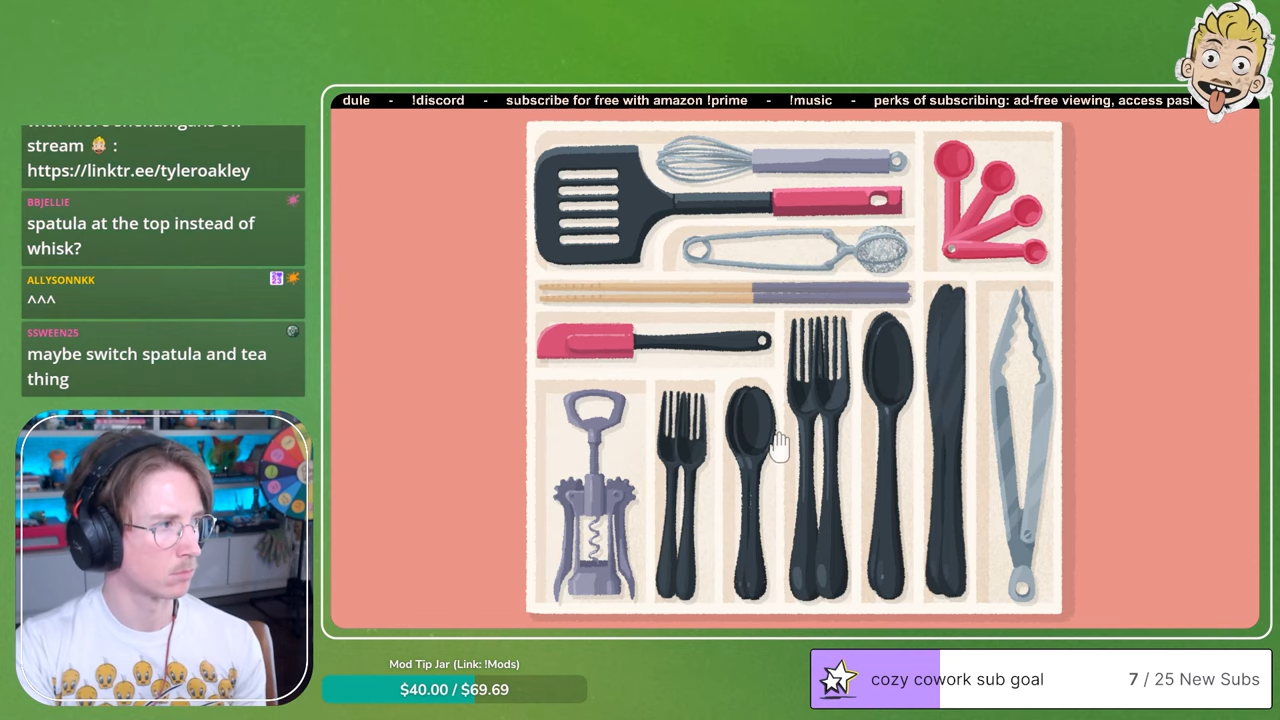 dule - !discord - subscribe for free with amazon !prime - !music - perks of subscribing: ad-free viewing, access past
stream :
https://linktr.ee/tyleroakley
BBJELLIE
spatula at the top instead of
whisk?
ALLYSONNKK
^^^
SSWEEN25
maybe switch spatula and tea
thing
Mod Tip Jar (Link: !Mods)
$40.00 / $69.69
cozy cowork sub goal 7 / 25 New Subs